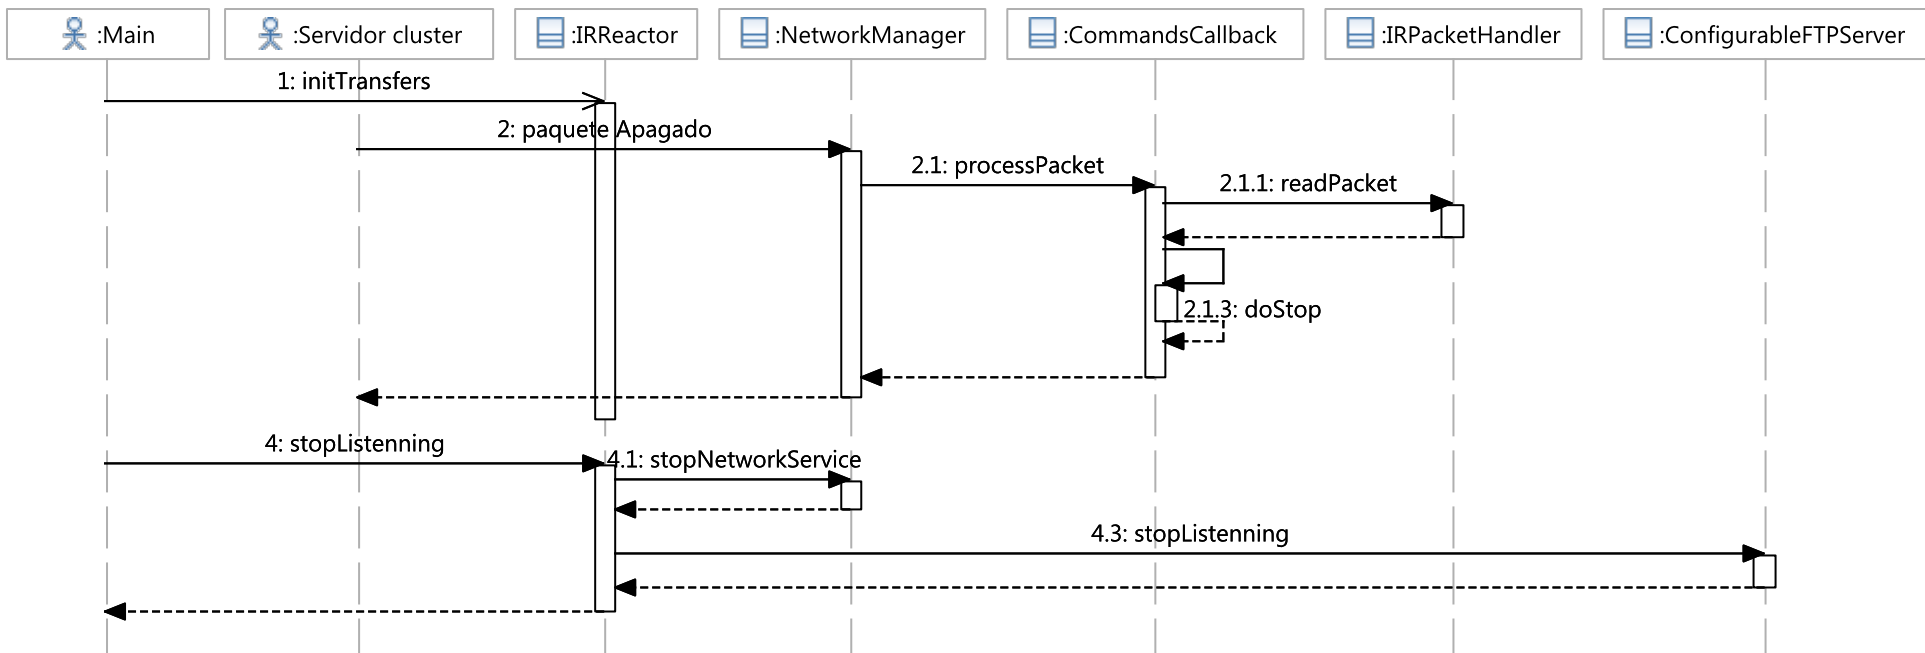 :Main
:Servidor cluster
:IRReactor
:NetworkManager
:CommandsCallback
:IRPacketHandler
:ConfigurableFTPServer
1: initTransfers
2: paquete Apagado
2.1: processPacket
2.1.1: readPacket
2.1.3: doStop
4: stopListenning
4.1: stopNetworkService
4.3: stopListenning